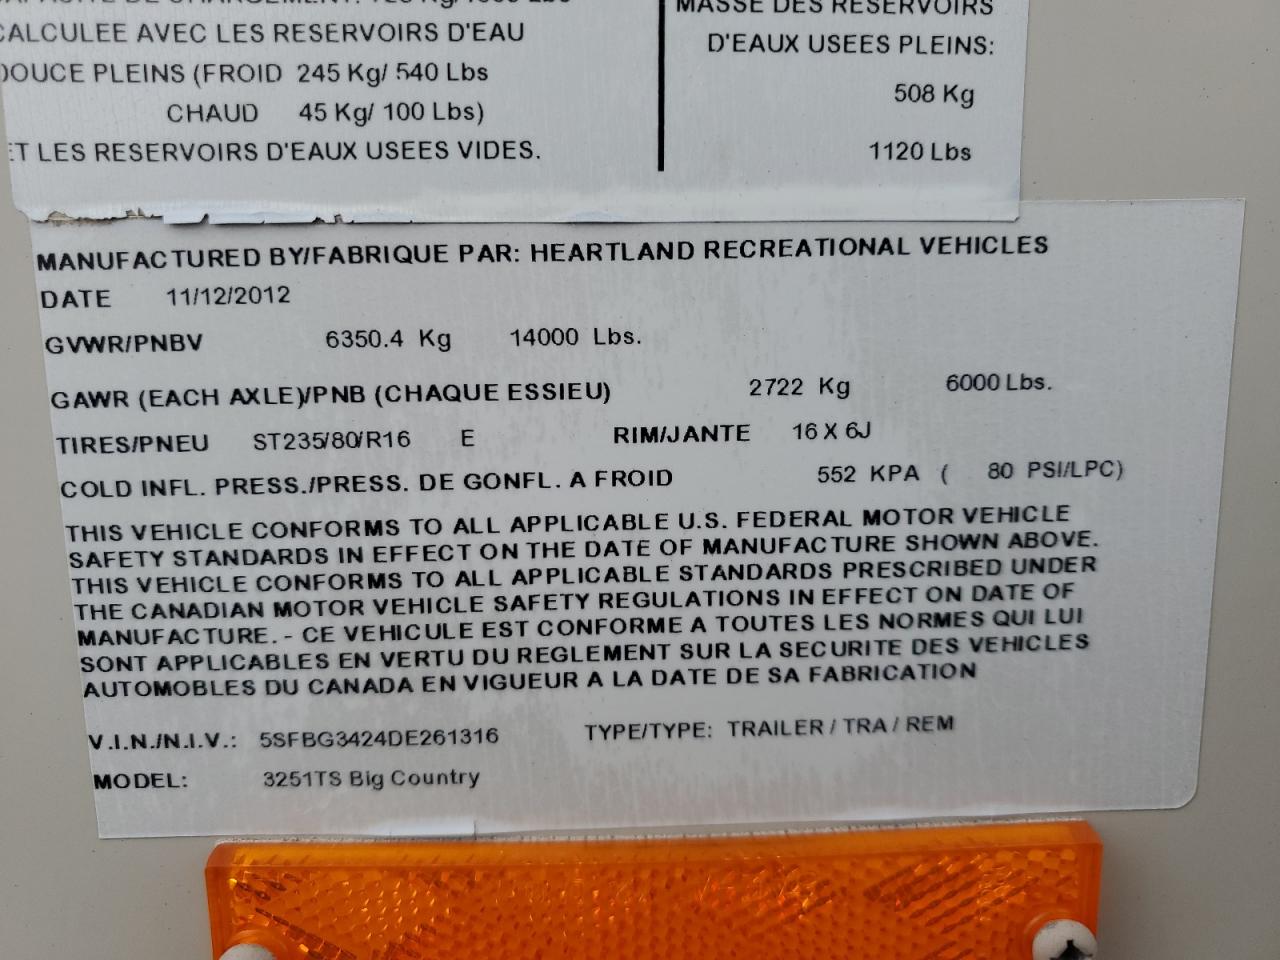 CALCULEE AVEC LES RESERVOIRS D'EAU
DOUCE PLEINS (FROID 245 Kg/ 540 Lbs
CHAUD 45 Kg/ 100 Lbs)
ET LES RESERVOIRS D'EAUX USEES VIDES.
MASSE DES RESERVOIRS
D'EAUX USEES PLEINS:
508 Kg
1120 Lbs
MANUFACTURED BY/FABRIQUE PAR: HEARTLAND RECREATIONAL VEHICLES
DATE 11/12/2012
GVWR/PNBV 6350.4 Kg 14000 Lbs.
GAWR (EACH AXLE)/PNB (CHAQUE ESSIEU) 2722 Kg 6000 Lbs.
TIRES/PNEU ST235/80/R16 E RIM/JANTE 16 X 6J
COLD INFL. PRESS./PRESS. DE GONFL. A FROID 552 KPA ( 80 PSI/LPC)
THIS VEHICLE CONFORMS TO ALL APPLICABLE U.S. FEDERAL MOTOR VEHICLE
SAFETY STANDARDS IN EFFECT ON THE DATE OF MANUFACTURE SHOWN ABOVE.
THIS VEHICLE CONFORMS TO ALL APPLICABLE STANDARDS PRESCRIBED UNDER
THE CANADIAN MOTOR VEHICLE SAFETY REGULATIONS IN EFFECT ON DATE OF
MANUFACTURE. - CE VEHICULE EST CONFORME A TOUTES LES NORMES QUI LUI
SONT APPLICABLES EN VERTU DU REGLEMENT SUR LA SECURITE DES VEHICLES
AUTOMOBLES DU CANADA EN VIGUEUR A LA DATE DE SA FABRICATION
V.I.N./N.I.V.: 5SFBG3424DE261316 TYPE/TYPE: TRAILER / TRA / REM
MODEL: 3251TS Big Country